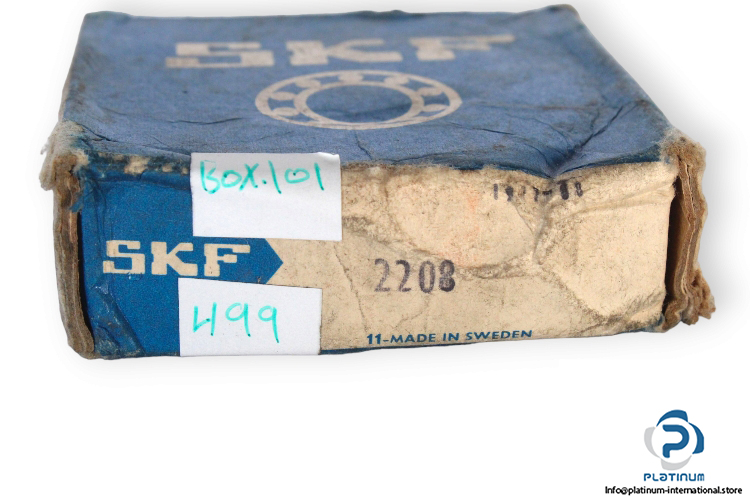 SKF
BOX.101
SKF
2208
499
11-MADE IN SWEDEN
PLATINUM
Info@platinum-international.store